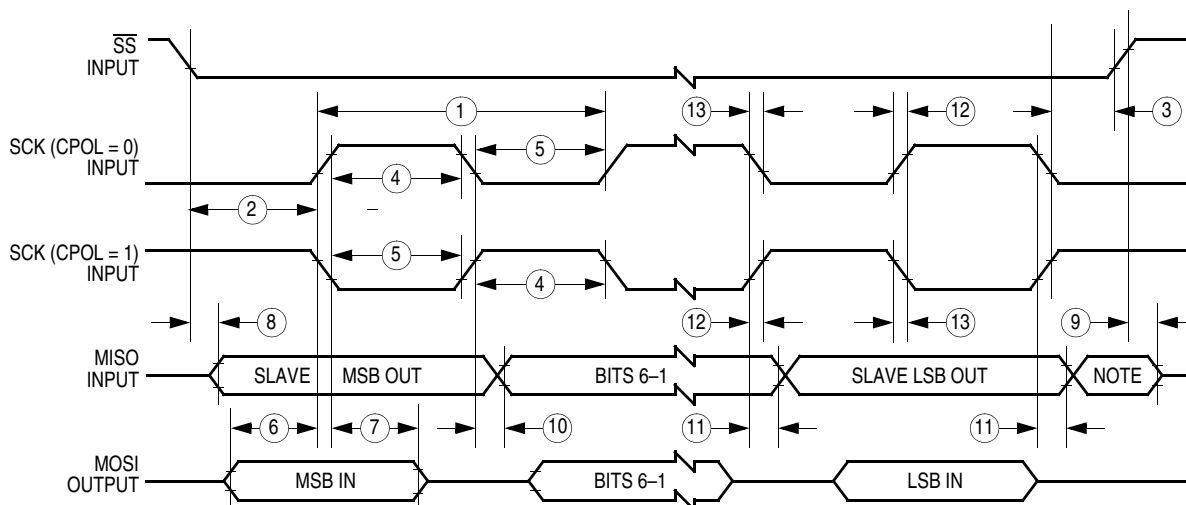 SS
INPUT
1
13
12
3
SCK (CPOL = 0)
INPUT
5
4
2
SCK (CPOL = 1)
INPUT
5
4
8
12
13
9
MISO
INPUT
SLAVE MSB OUT
BITS 6–1
SLAVE LSB OUT
NOTE
6
7
10
11
11
MOSI
OUTPUT
MSB IN
BITS 6–1
LSB IN